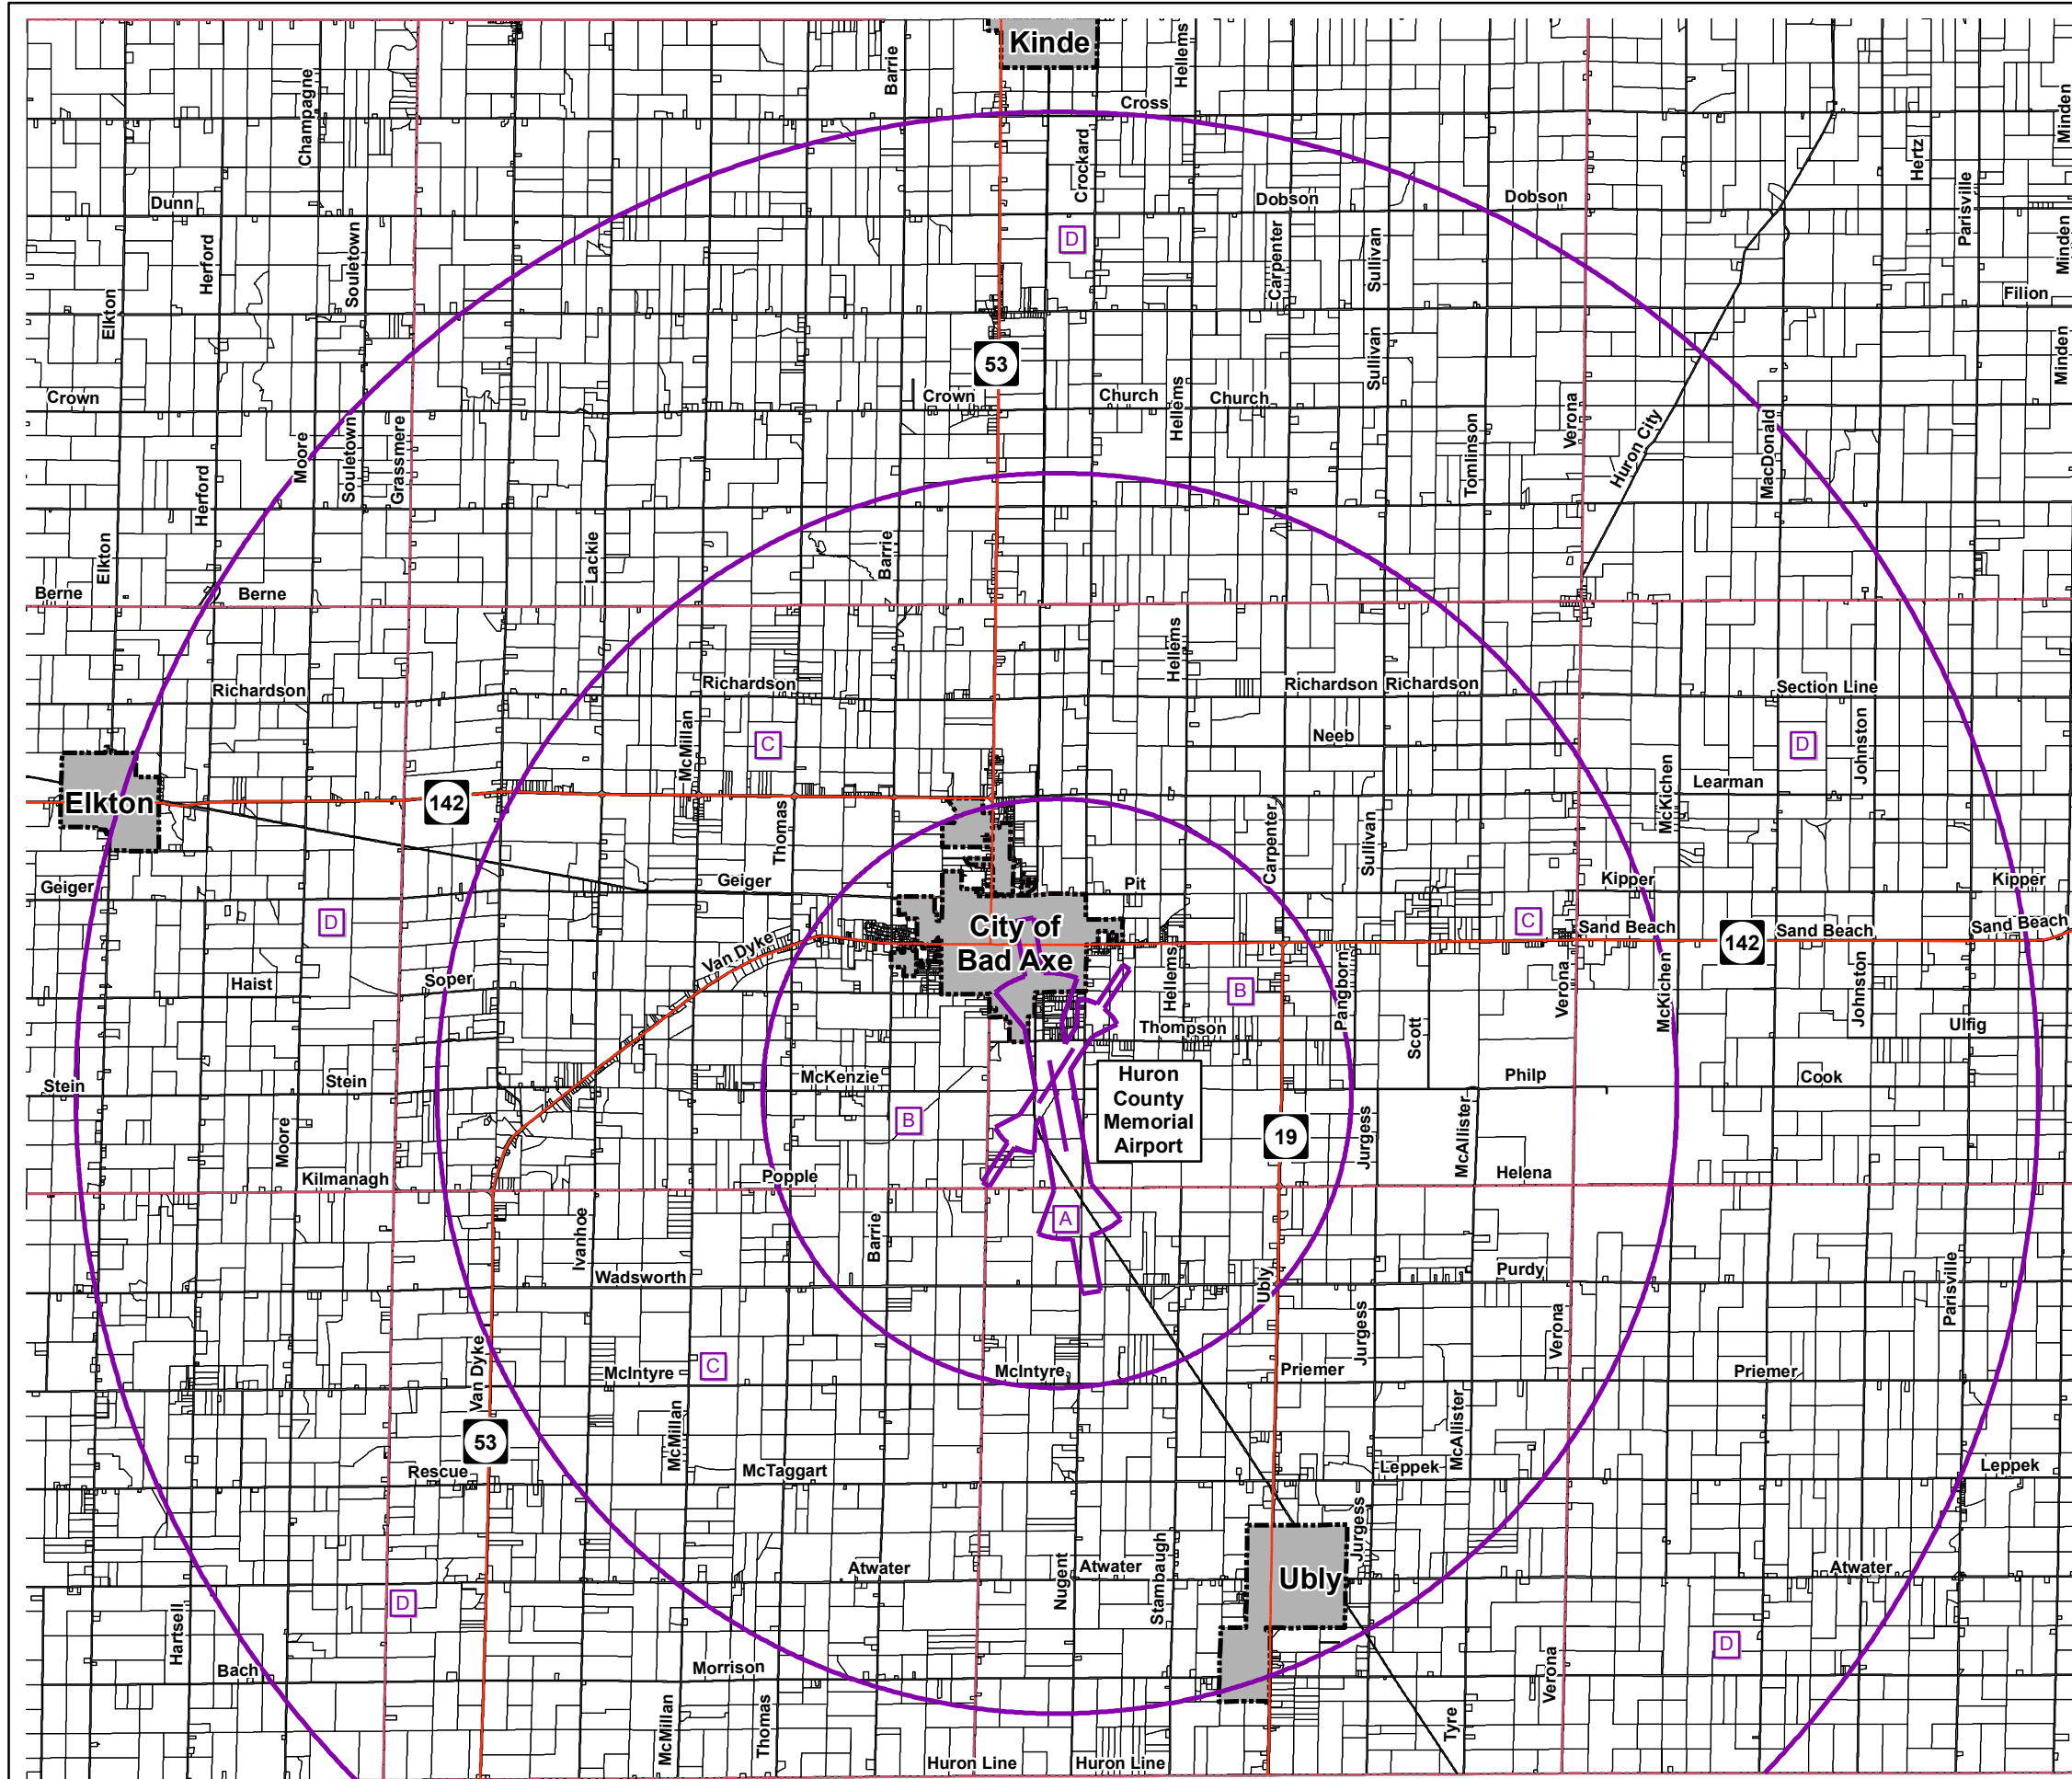 Kinde
Barrie
Hellems
Champagne
Cross
Minden
Crockard
Hertz
Parisville
Dunn
Dobson
Dobson
Herford
Souletown
D
Carpenter
Sullivan
Minden
Elkton
Filion
53
Sullivan
Minden
Crown
Crown
Church
Hellems
Church
Verona
Moore
Souletown
Grassmere
Tomlinson
Huron City
MacDonald
Herford
Elkton
Lackie
Barrie
Berne
Berne
Hellems
Richardson
Richardson
Richardson
Richardson
Section Line
McMillan
C
Neeb
D
Johnston
Elkton
142
Thomas
Carpenter
Sullivan
McKichen
Learman
Geiger
Geiger
Pit
Kipper
Kipper
D
City of
Bad Axe
C
Sand Beach
142
Sand Beach
Sand Beach
Van Dyke
Haist
Soper
Hellems
B
Pangborn
Verona
McKichen
Johnston
Thompson
Scott
Ulfig
Stein
Stein
McKenzie
Huron
County
Memorial
Airport
Philp
Cook
B
19
Moore
Jurgess
McAllister
Kilmanagh
Popple
Helena
Ivanhoe
Barrie
A
Wadsworth
Ubly
Purdy
Parisville
Van Dyke
McIntyre
C
McIntyre
Priemer
Jurgess
Verona
Priemer
53
McMillan
McAllister
Rescue
McTaggart
Leppek
Leppek
Atwater
Nugent
Atwater
Stambaugh
Ubly
Jurgess
Atwater
D
Hartsell
D
Bach
Morrison
Verona
McMillan
Thomas
Tyre
Huron Line
Huron Line